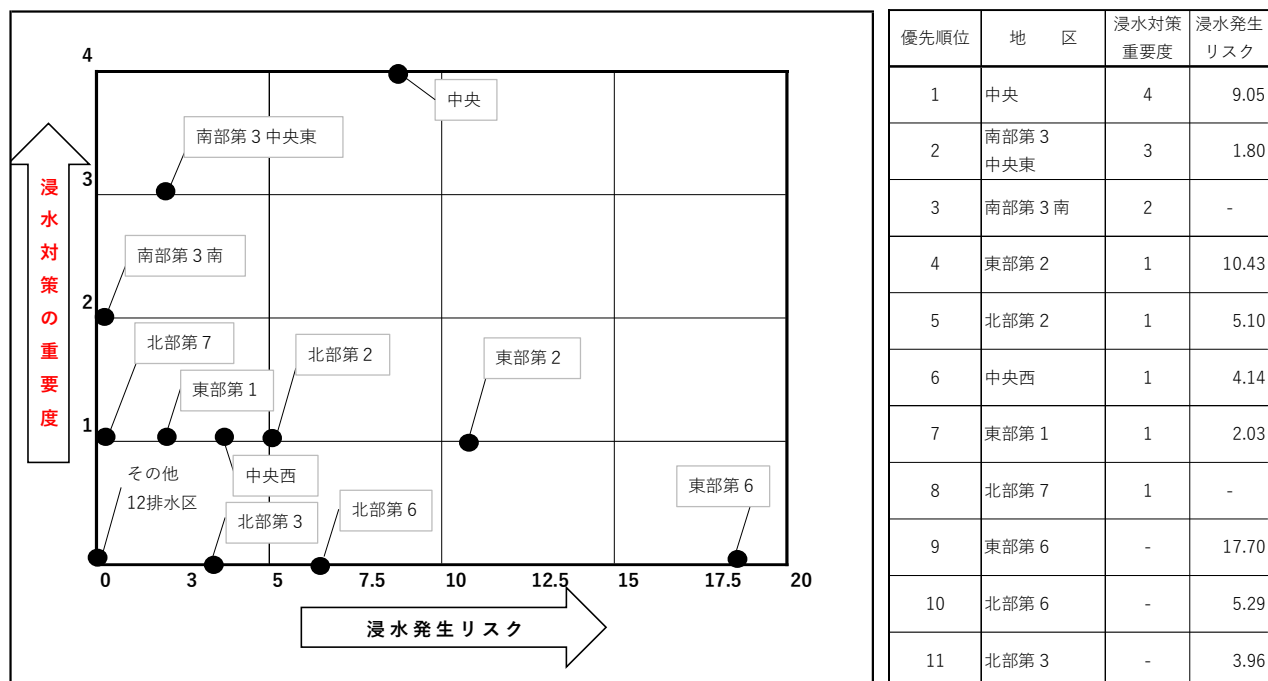 4
中央
南部第３中央東
3
浸水対策の重要度
南部第３南
2
北部第７
北部第２
東部第２
東部第１
1
その他
12排水区
中央西
東部第６
北部第３
北部第６
0 3 5 7.5 10 12.5 15 17.5 20
浸水発生リスク
優先順位 地　区 浸水対策重要度 浸水発生リスク
1 中央 4 9.05
2 南部第３中央東 3 1.80
3 南部第３南 2 -
4 東部第２ 1 10.43
5 北部第２ 1 5.10
6 中央西 1 4.14
7 東部第１ 1 2.03
8 北部第７ 1 -
9 東部第６ - 17.70
10 北部第６ - 5.29
11 北部第３ - 3.96